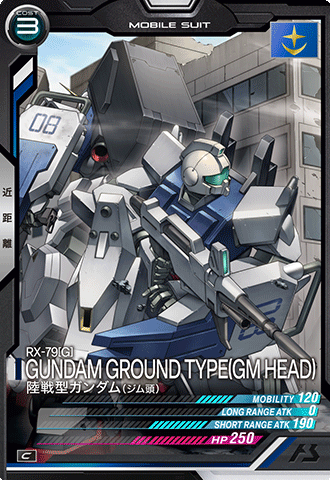 COST
3
MOBILE SUIT
08
近距離
RX-79[G]
GUNDAM GROUND TYPE(GM HEAD)
陸戦型ガンダム(ジム頭)
MOBILITY 120
LONG RANGE ATK 0
SHORT RANGE ATK 190
HP 250
C